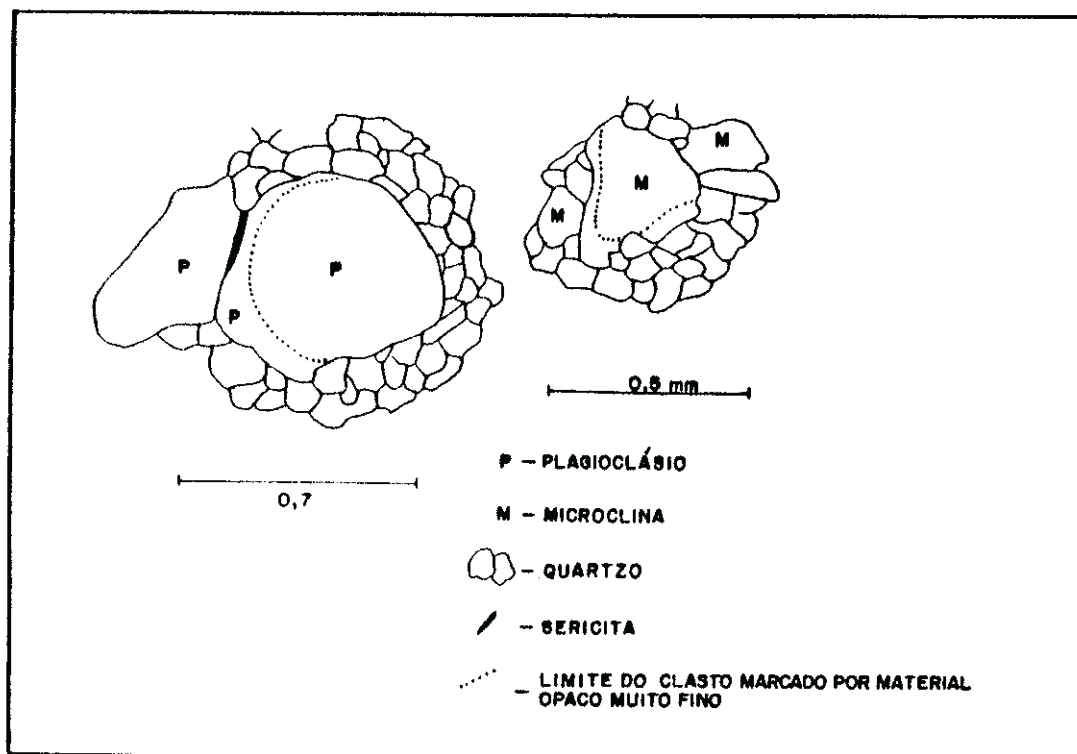 P
P
P
M
M
M
0,7
0,5 mm
P – PLAGIOCLÁSIO
M – MICROCLINA
– QUARTZO
– SERICITA
– LIMITE DO CLASTO MARCADO POR MATERIAL
OPACO MUITO FINO